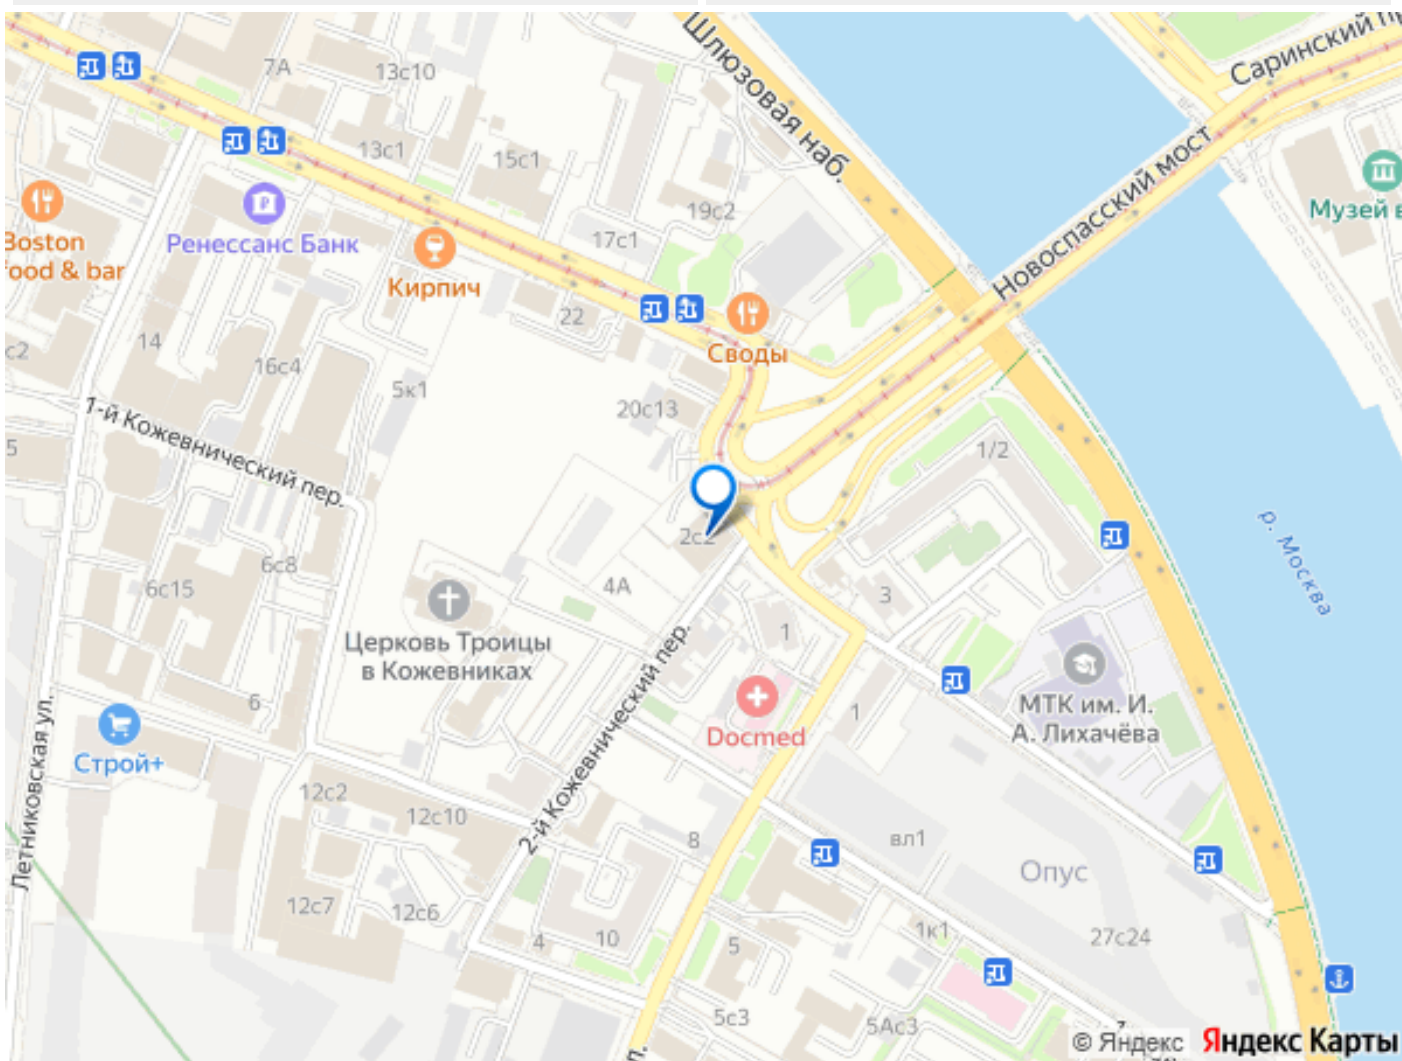 Шлюзовая наб.
Саринский п
7А
13с10
13с1
15с1
Новоспасский мост
19с2
17с1
Музей в
Ренессанс Банк
Boston
ood & bar
Кирпич
22
Своды
14
16с4
с2
5к1
20с13
1-й Кожевнический пер.
1/2
5
2с2
р. Москва
6с8
6с15
4А
3
Церковь Троицы
в Кожевниках
1
2-й Кожевнический пер.
МТК им. И.
А. Лихачёва
6
1
Docmed
Строй+
Летниковская ул.
12с2
12с10
8
вл1
Опус
12с7
12с6
4
10
5
1к1
27с24
5с3
5Ас3
л.
© Яндекс Яндекс Карты